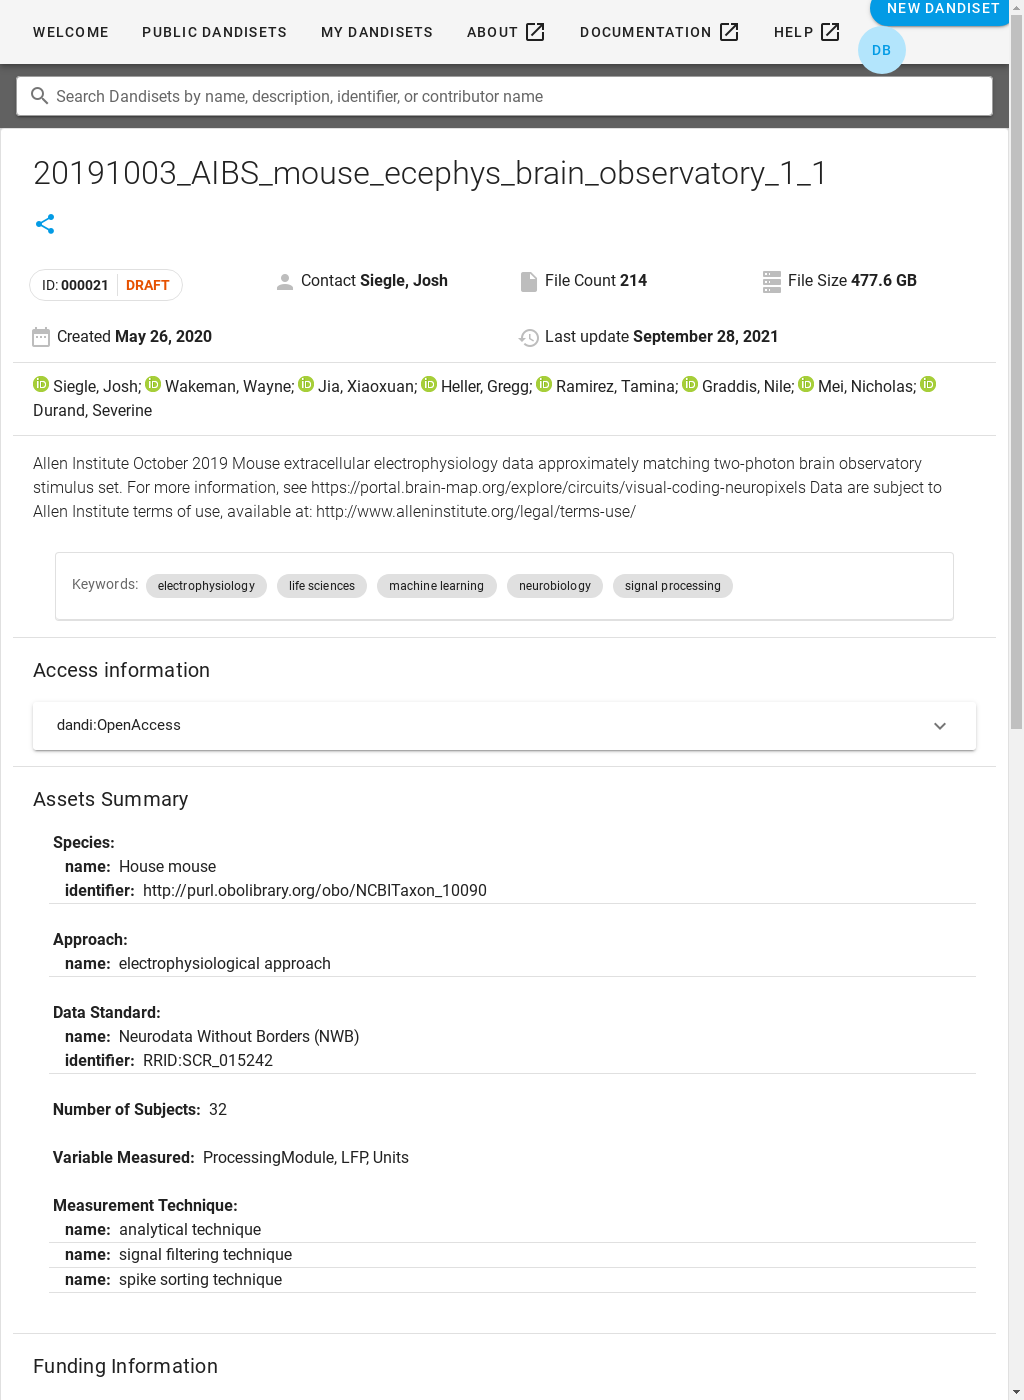 WELCOME PUBLIC DANDISETS MY DANDISETS ABOUT DOCUMENTATION HELP NEW DANDISET
DB
Search Dandisets by name, description, identifier, or contributor name
20191003_AIBS_mouse_ecephys_brain_observatory_1_1
ID: 000021 DRAFT Contact Siegle, Josh File Count 214 File Size 477.6 GB
Created May 26, 2020 Last update September 28, 2021
iD Siegle, Josh; iD Wakeman, Wayne; iD Jia, Xiaoxuan; iD Heller, Gregg; iD Ramirez, Tamina; iD Graddis, Nile; iD Mei, Nicholas; iD
Durand, Severine
Allen Institute October 2019 Mouse extracellular electrophysiology data approximately matching two-photon brain observatory
stimulus set. For more information, see https://portal.brain-map.org/explore/circuits/visual-coding-neuropixels Data are subject to
Allen Institute terms of use, available at: http://www.alleninstitute.org/legal/terms-use/
Keywords: electrophysiology life sciences machine learning neurobiology signal processing
Access information
dandi:OpenAccess
Assets Summary
Species:
name: House mouse
identifier: http://purl.obolibrary.org/obo/NCBITaxon_10090
Approach:
name: electrophysiological approach
Data Standard:
name: Neurodata Without Borders (NWB)
identifier: RRID:SCR_015242
Number of Subjects: 32
Variable Measured: ProcessingModule, LFP, Units
Measurement Technique:
name: analytical technique
name: signal filtering technique
name: spike sorting technique
Funding Information